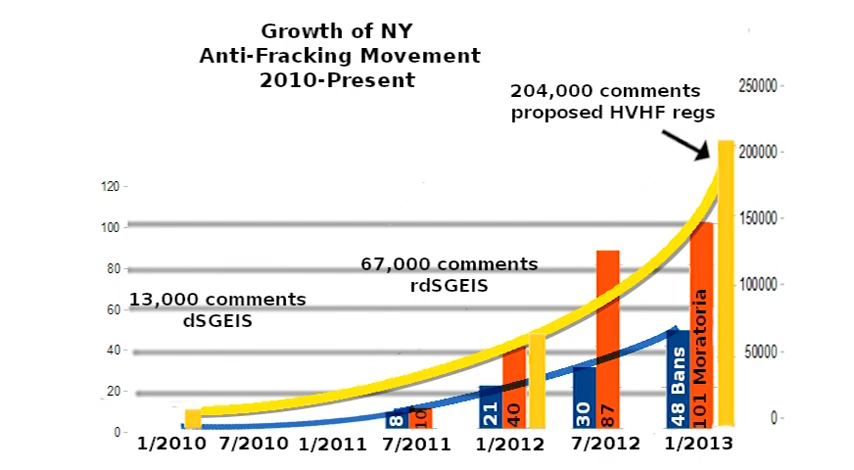 Growth of NY
Anti-Fracking Movement
2010-Present
204,000 comments
proposed HVHF regs
67,000 comments
rdSGEIS
13,000 comments
dSGEIS
120
100
80
60
40
20
0
250000
200000
150000
100000
50000
0
8
10
21
40
30
87
48 Bans
101 Moratoria
1/2010 7/2010 1/2011 7/2011 1/2012 7/2012 1/2013